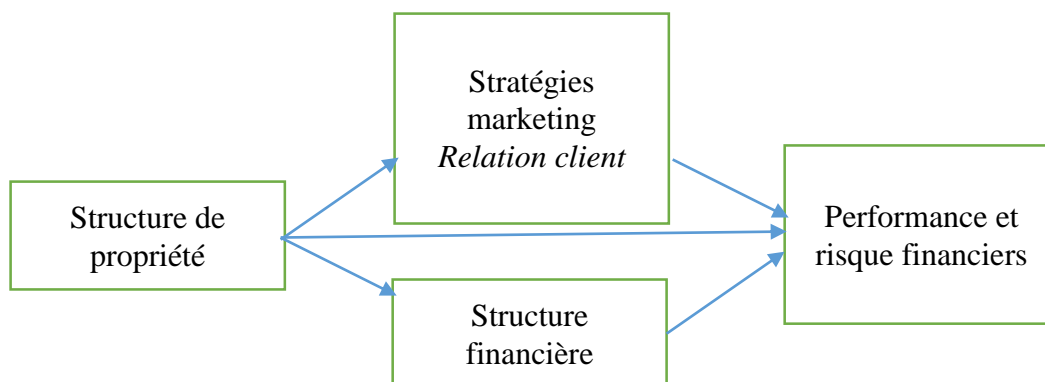 Stratégies
marketing
Relation client
Structure de
propriété
Performance et
risque financiers
Structure
financière